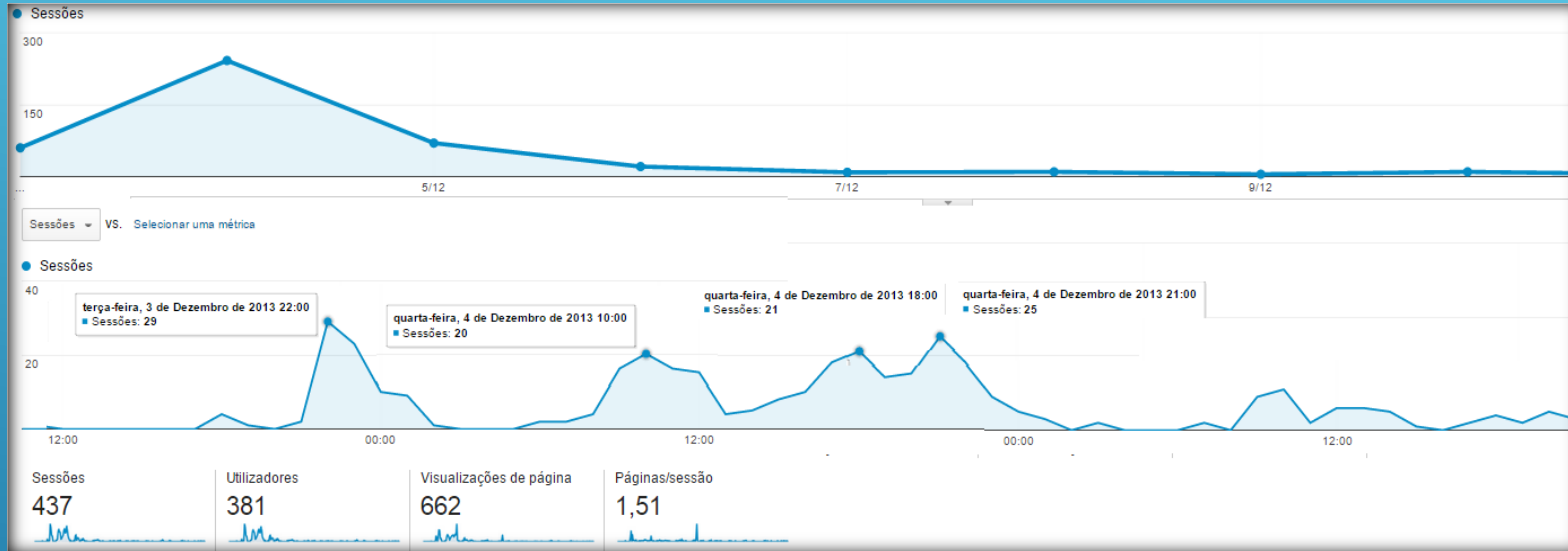 Sessões
300
150
...
5/12
7/12
9/12
Sessões VS. Selecionar uma métrica
Sessões
40
20
terça-feira, 3 de Dezembro de 2013 22:00
Sessões: 29
quarta-feira, 4 de Dezembro de 2013 10:00
Sessões: 20
quarta-feira, 4 de Dezembro de 2013 18:00
Sessões: 21
quarta-feira, 4 de Dezembro de 2013 21:00
Sessões: 25
12:00
00:00
12:00
00:00
12:00
Sessões
437
Utilizadores
381
Visualizações de página
662
Páginas/sessão
1,51